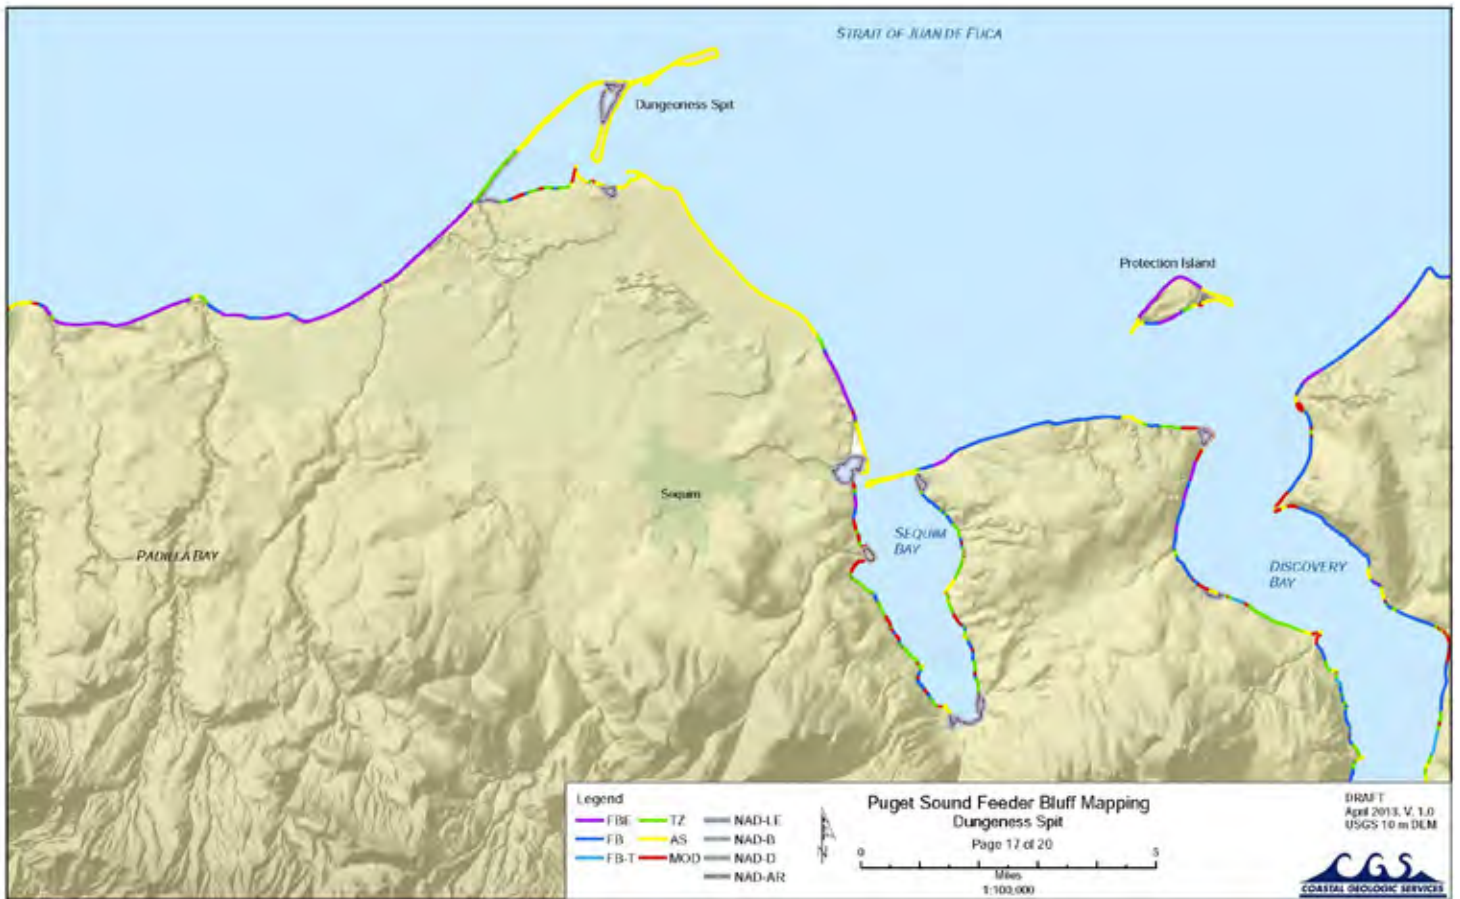 STRAIT OF JUAN DE FUCA
Dungeness Spit
Protection Island
Sequim
SEQUIM
BAY
PADILLA BAY
DISCOVERY
BAY
Legend
FBE
FB
FB-T
TZ
AS
MOD
NAD-LE
NAD-B
NAD-D
NAD-AR
Puget Sound Feeder Bluff Mapping
Dungeness Spit
Page 17 of 20
0 5
Miles
1:100,000
DRAFT
April 2013, V. 1.0
USGS 10 m DEM
CGS
COASTAL GEOLOGIC SERVICES